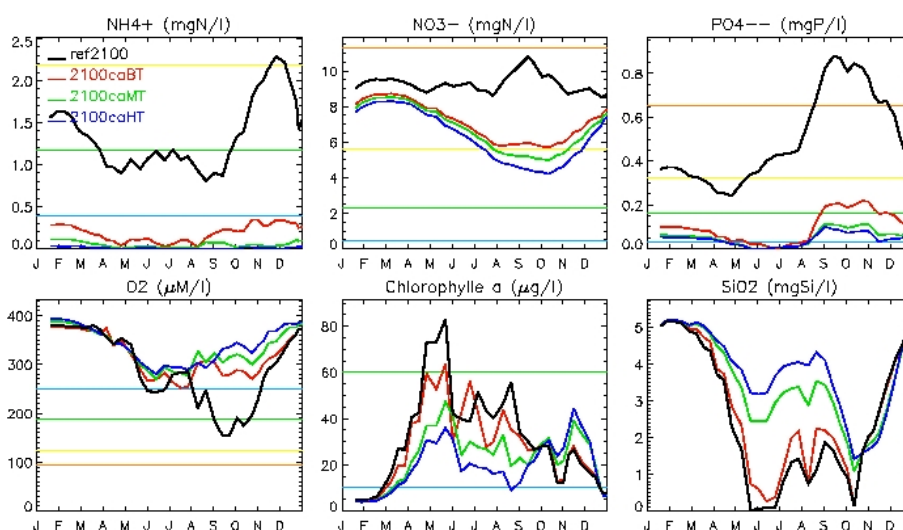 NH4+ (mgN/l)
NO3- (mgN/l)
PO4-- (mgP/l)
2.5
2.0
1.5
1.0
0.5
0.0
ref2100
2100caBT
2100caMT
2100caHT
J F M A M J J A S O N D
10
8
6
4
2
0
J F M A M J J A S O N D
0.8
0.6
0.4
0.2
0.0
J F M A M J J A S O N D
O2 (μM/l)
Chlorophylle a (μg/l)
SiO2 (mgSi/l)
400
300
200
100
0
J F M A M J J A S O N D
80
60
40
20
0
J F M A M J J A S O N D
5
4
3
2
1
0
J F M A M J J A S O N D